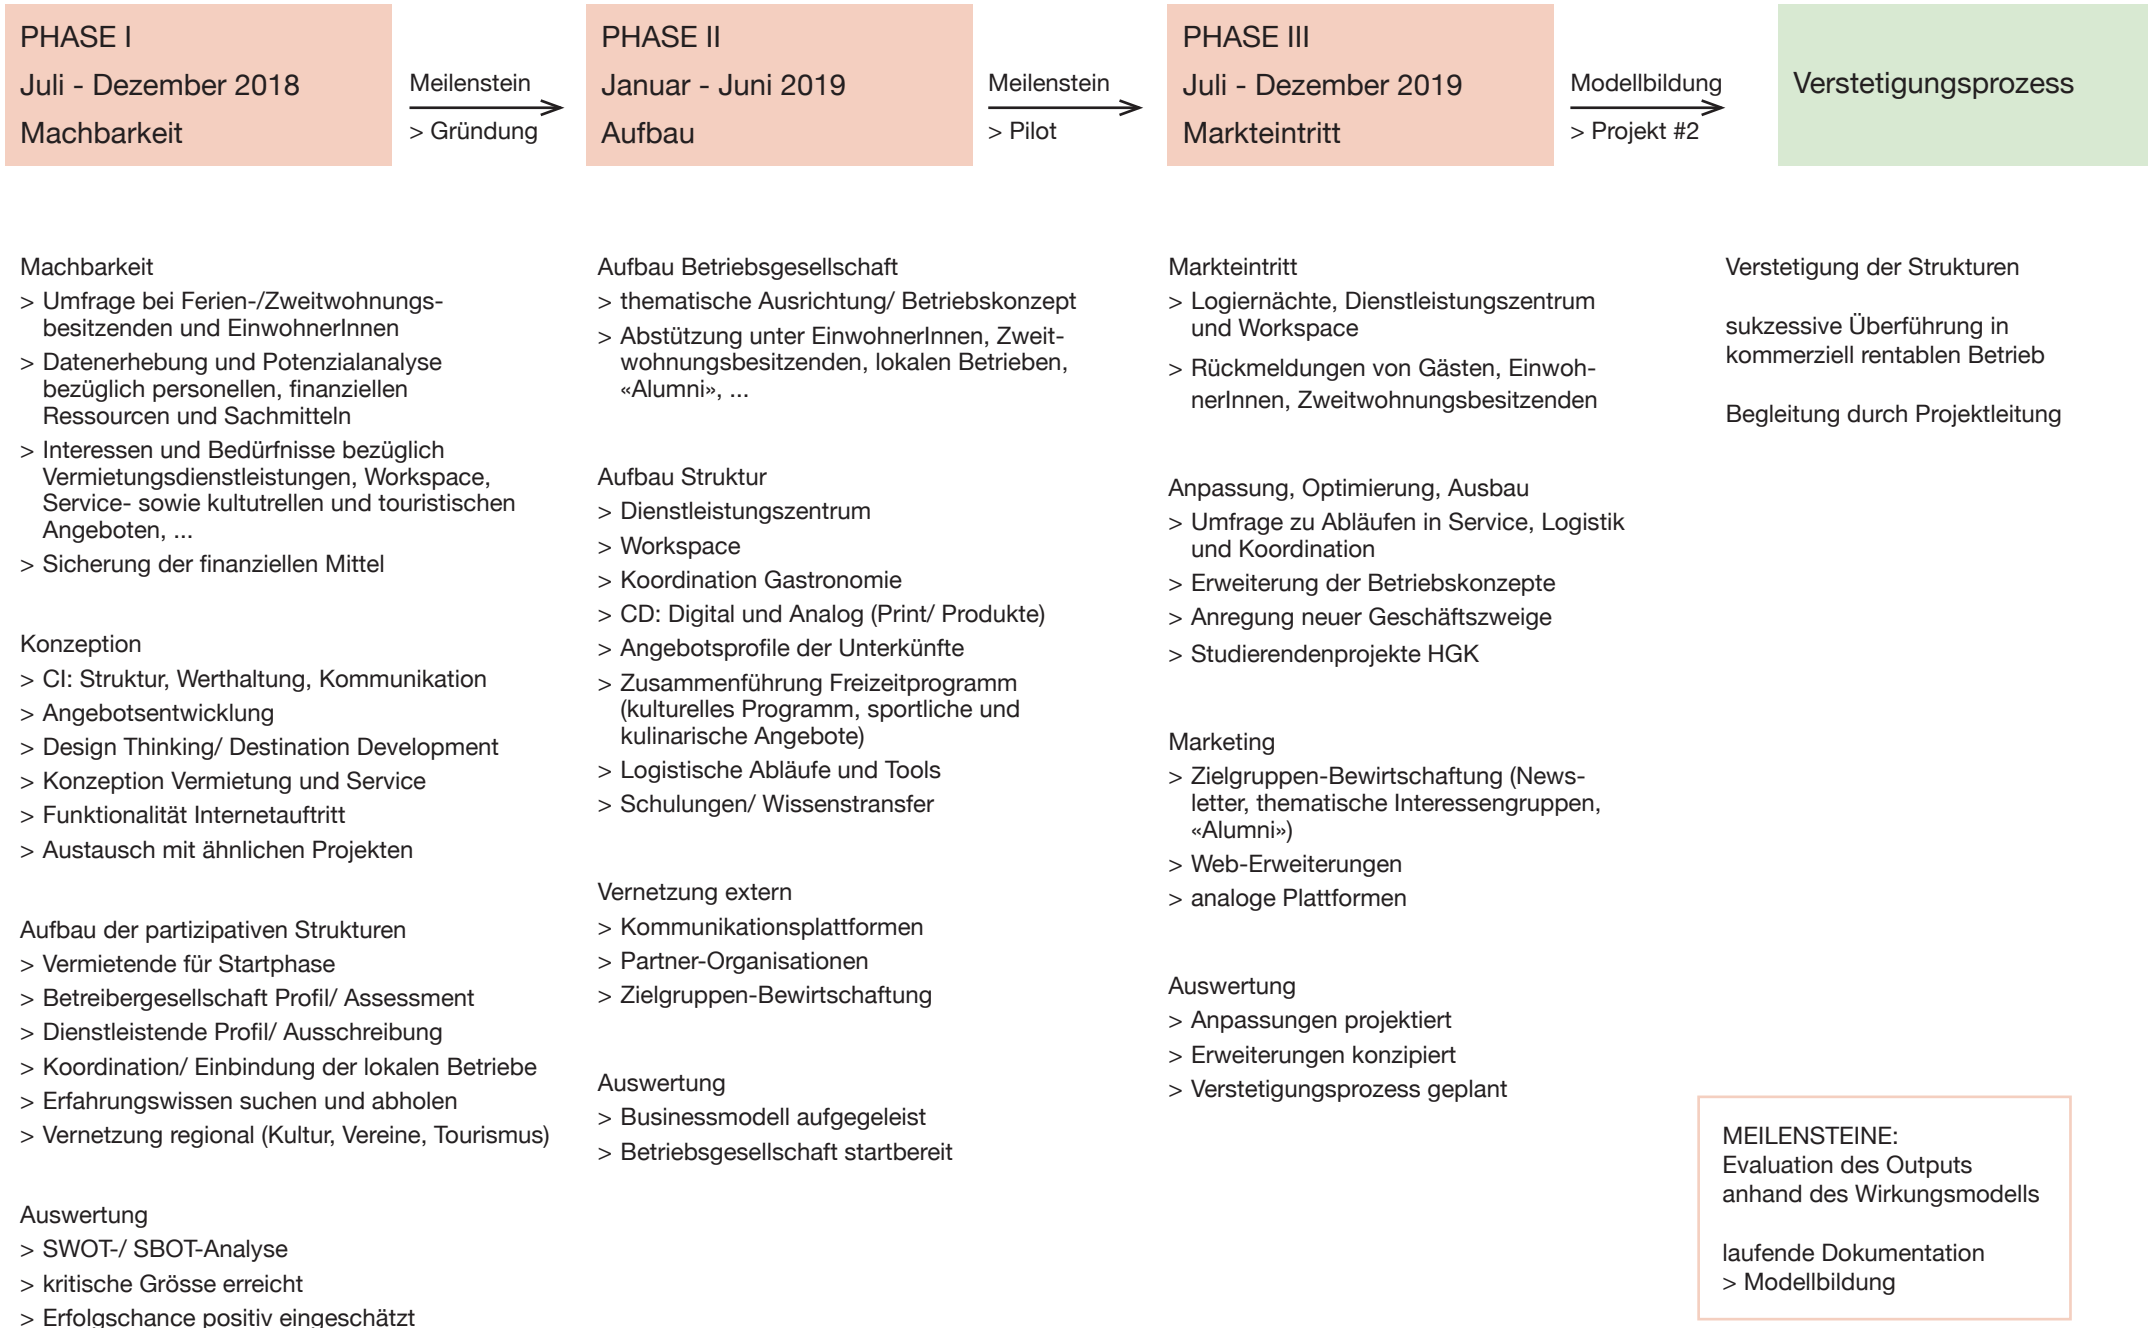 PHASE I
Juli - Dezember 2018
Machbarkeit
Meilenstein
> Gründung
PHASE II
Januar - Juni 2019
Aufbau
Meilenstein
> Pilot
PHASE III
Juli - Dezember 2019
Markteintritt
Modellbildung
> Projekt #2
Verstetigungsprozess
Machbarkeit
> Umfrage bei Ferien-/Zweitwohnungs-
besitzenden und EinwohnerInnen
> Datenerhebung und Potenzialanalyse
bezüglich personellen, finanziellen
Ressourcen und Sachmitteln
> Interessen und Bedürfnisse bezüglich
Vermietungsdienstleistungen, Workspace,
Service- sowie kultutrellen und touristischen
Angeboten, ...
> Sicherung der finanziellen Mittel
Konzeption
> CI: Struktur, Werthaltung, Kommunikation
> Angebotsentwicklung
> Design Thinking/ Destination Development
> Konzeption Vermietung und Service
> Funktionalität Internetauftritt
> Austausch mit ähnlichen Projekten
Aufbau der partizipativen Strukturen
> Vermietende für Startphase
> Betreibergesellschaft Profil/ Assessment
> Dienstleistende Profil/ Ausschreibung
> Koordination/ Einbindung der lokalen Betriebe
> Erfahrungswissen suchen und abholen
> Vernetzung regional (Kultur, Vereine, Tourismus)
Auswertung
> SWOT-/ SBOT-Analyse
> kritische Grösse erreicht
> Erfolgschance positiv eingeschätzt
Aufbau Betriebsgesellschaft
> thematische Ausrichtung/ Betriebskonzept
> Abstützung unter EinwohnerInnen, Zweit-
wohnungsbesitzenden, lokalen Betrieben,
«Alumni», ...
Aufbau Struktur
> Dienstleistungszentrum
> Workspace
> Koordination Gastronomie
> CD: Digital und Analog (Print/ Produkte)
> Angebotsprofile der Unterkünfte
> Zusammenführung Freizeitprogramm
(kulturelles Programm, sportliche und
kulinarische Angebote)
> Logistische Abläufe und Tools
> Schulungen/ Wissenstransfer
Vernetzung extern
> Kommunikationsplattformen
> Partner-Organisationen
> Zielgruppen-Bewirtschaftung
Auswertung
> Businessmodell aufgegeleist
> Betriebsgesellschaft startbereit
Markteintritt
> Logiernächte, Dienstleistungszentrum
und Workspace
> Rückmeldungen von Gästen, Einwoh-
nerInnen, Zweitwohnungsbesitzenden
Anpassung, Optimierung, Ausbau
> Umfrage zu Abläufen in Service, Logistik
und Koordination
> Erweiterung der Betriebskonzepte
> Anregung neuer Geschäftszweige
> Studierendenprojekte HGK
Marketing
> Zielgruppen-Bewirtschaftung (News-
letter, thematische Interessengruppen,
«Alumni»)
> Web-Erweiterungen
> analoge Plattformen
Auswertung
> Anpassungen projektiert
> Erweiterungen konzipiert
> Verstetigungsprozess geplant
Verstetigung der Strukturen
sukzessive Überführung in
kommerziell rentablen Betrieb
Begleitung durch Projektleitung
MEILENSTEINE:
Evaluation des Outputs
anhand des Wirkungsmodells
laufende Dokumentation
> Modellbildung